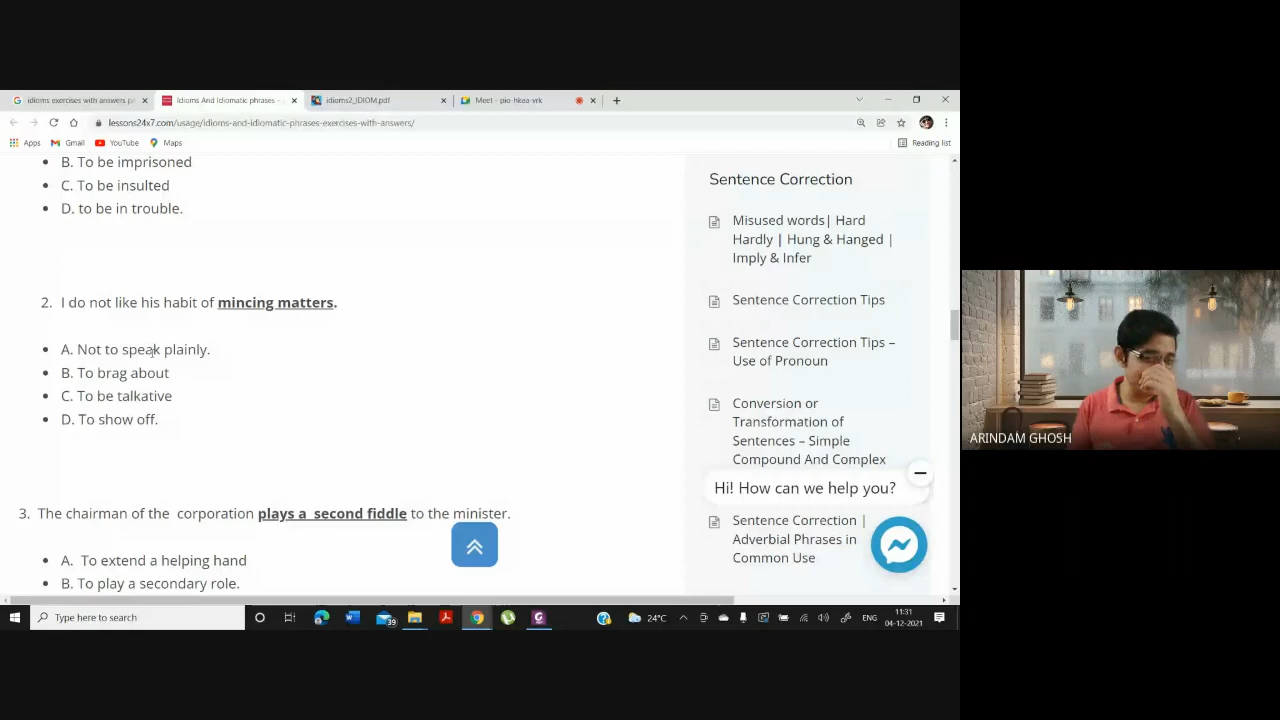 idioms exercises with answers p
Idioms And Idiomatic phrases -
idioms2_IDIOM.pdf
Meet - pio-hkea-vrk
lessons24x7.com/usage/idioms-and-idiomatic-phrases-exercises-with-answers/
Apps
Gmail
YouTube
Maps
Reading list
B. To be imprisoned
C. To be insulted
D. to be in trouble.
2. I do not like his habit of mincing matters.
A. Not to speak plainly.
B. To brag about
C. To be talkative
D. To show off.
3. The chairman of the corporation plays a second fiddle to the minister.
A. To extend a helping hand
B. To play a secondary role.
Sentence Correction
Misused words| Hard
Hardly | Hung & Hanged |
Imply & Infer
Sentence Correction Tips
Sentence Correction Tips –
Use of Pronoun
Conversion or
Transformation of
Sentences – Simple
Compound And Complex
Hi! How can we help you?
Sentence Correction |
Adverbial Phrases in
Common Use
ARINDAM GHOSH
Type here to search
39
24°C
ENG
11:31
04-12-2021